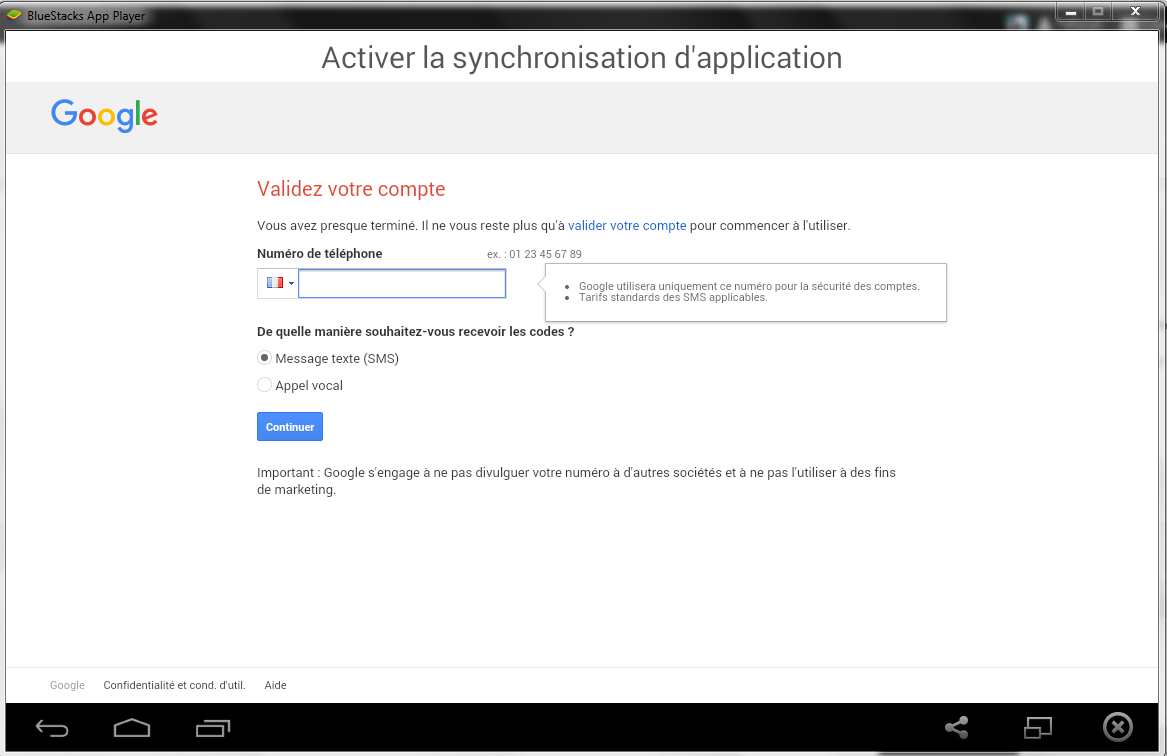 BlueStacks App Player
Activer la synchronisation d'application
Google
Validez votre compte
Vous avez presque terminé. Il ne vous reste plus qu'à valider votre compte pour commencer à l'utiliser.
Numéro de téléphone ex. : 01 23 45 67 89
Google utilisera uniquement ce numéro pour la sécurité des comptes.
Tarifs standards des SMS applicables.
De quelle manière souhaitez-vous recevoir les codes ?
Message texte (SMS)
Appel vocal
Continuer
Important : Google s'engage à ne pas divulguer votre numéro à d'autres sociétés et à ne pas l'utiliser à des fins
de marketing.
Google Confidentialité et cond. d'util. Aide